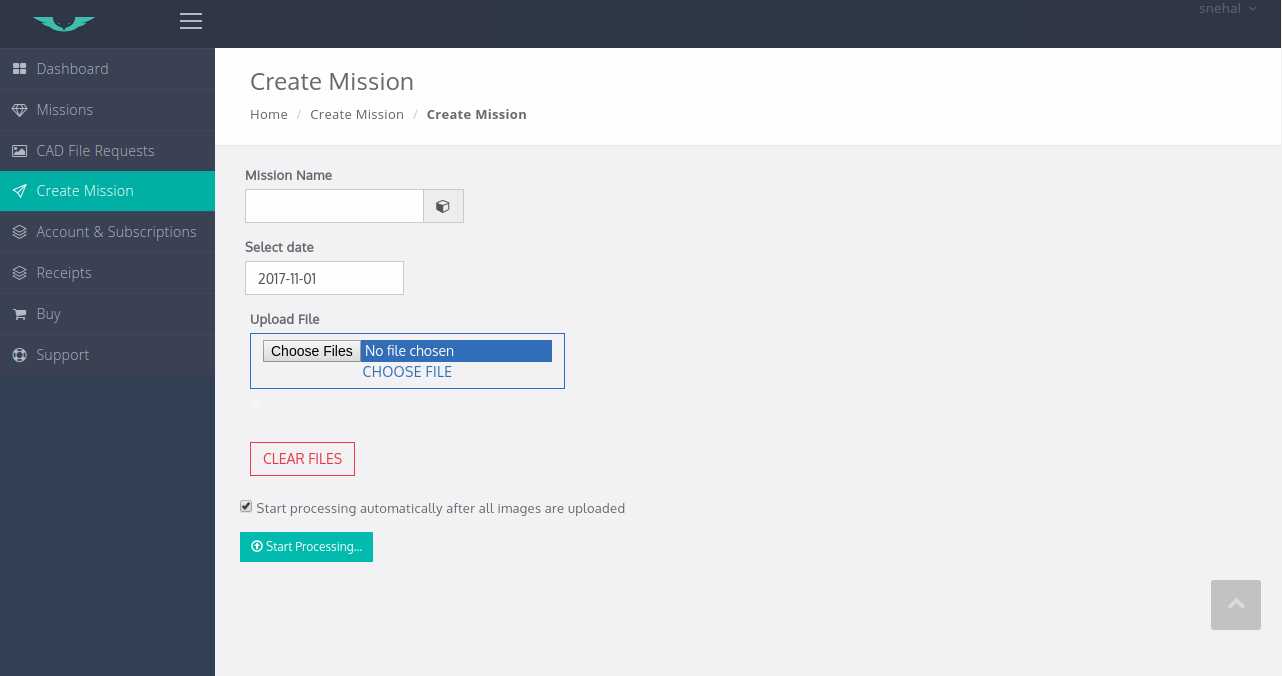 snehal
Dashboard
Missions
CAD File Requests
Create Mission
Account & Subscriptions
Receipts
Buy
Support
Create Mission
Home / Create Mission / Create Mission
Mission Name
Select date
2017-11-01
Upload File
Choose Files No file chosen
CHOOSE FILE
CLEAR FILES
Start processing automatically after all images are uploaded
Start Processing...